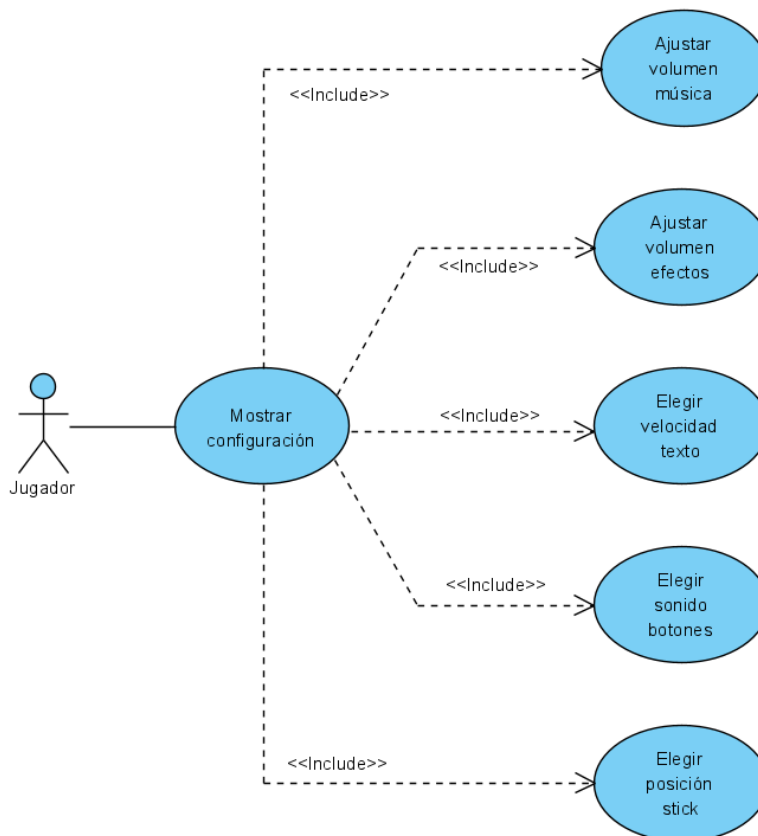 Ajustar
volumen
música
<<Include>>
Ajustar
volumen
efectos
<<Include>>
Mostrar
configuración
Elegir
velocidad
texto
<<Include>>
Jugador
Elegir
sonido
botones
<<Include>>
Elegir
posición
stick
<<Include>>